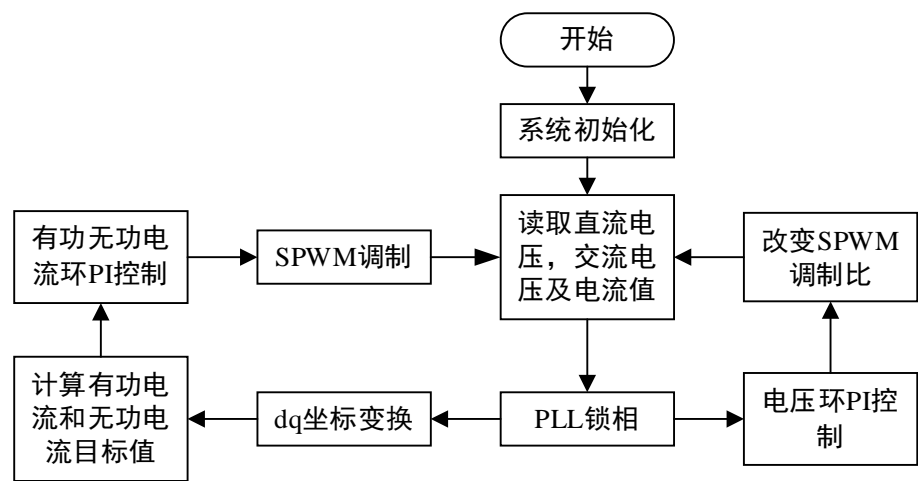 开始
系统初始化
有功无功电
流环PI控制
SPWM调制
读取直流电
压，交流电
压及电流值
改变SPWM
调制比
计算有功电
流和无功电
流目标值
dq坐标变换
PLL锁相
电压环PI控
制